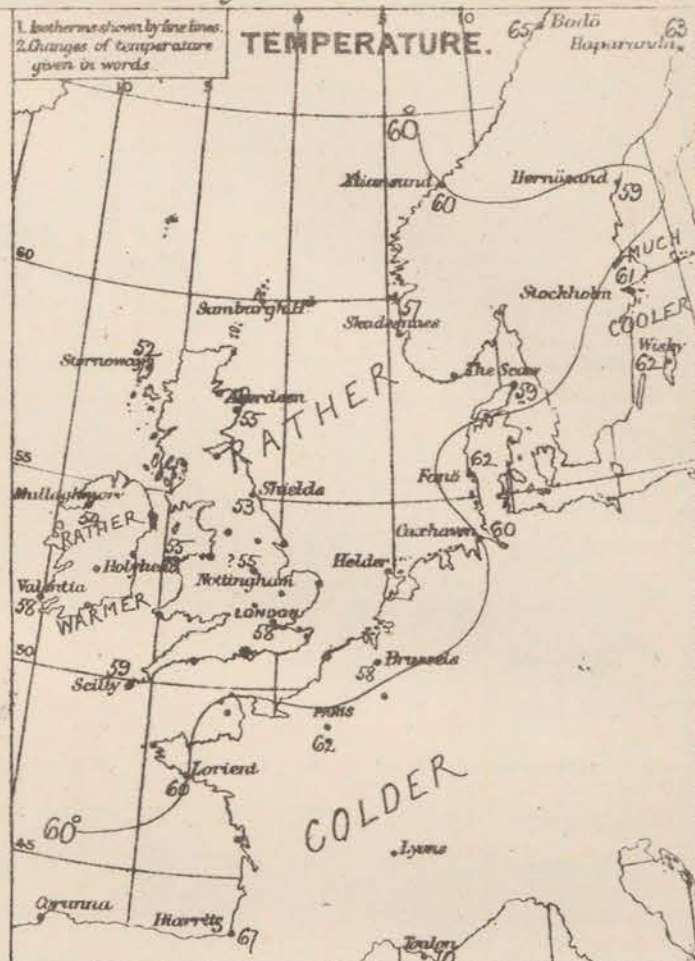 1. Isotherms shown by fine lines.
2. Changes of temperature
given in words
TEMPERATURE.
65
Bodö
63
Haparanda
10
5
0
5
10
60°
Xtiansund
60
Hernösand
59
60
MUCH
61
Stockholm
COOLER
Wisby
62
Sumburgh Hd
57
Skudesnaes
52
Stornoway
The Scaw
59
Aberdeen
55
RATHER
62
Fanö
55
Mullaghmore
RATHER
Shields
53
Cuxhaven
60
55
Holyhead
?55
Nottingham
Helder
Valentia
58
WARMER
LONDON
58
50
59
Scilly
58
Brussels
PARIS
62
Lorient
60
60°
COLDER
45
Lyons
Corunna
Biarritz
67
Toulon
70